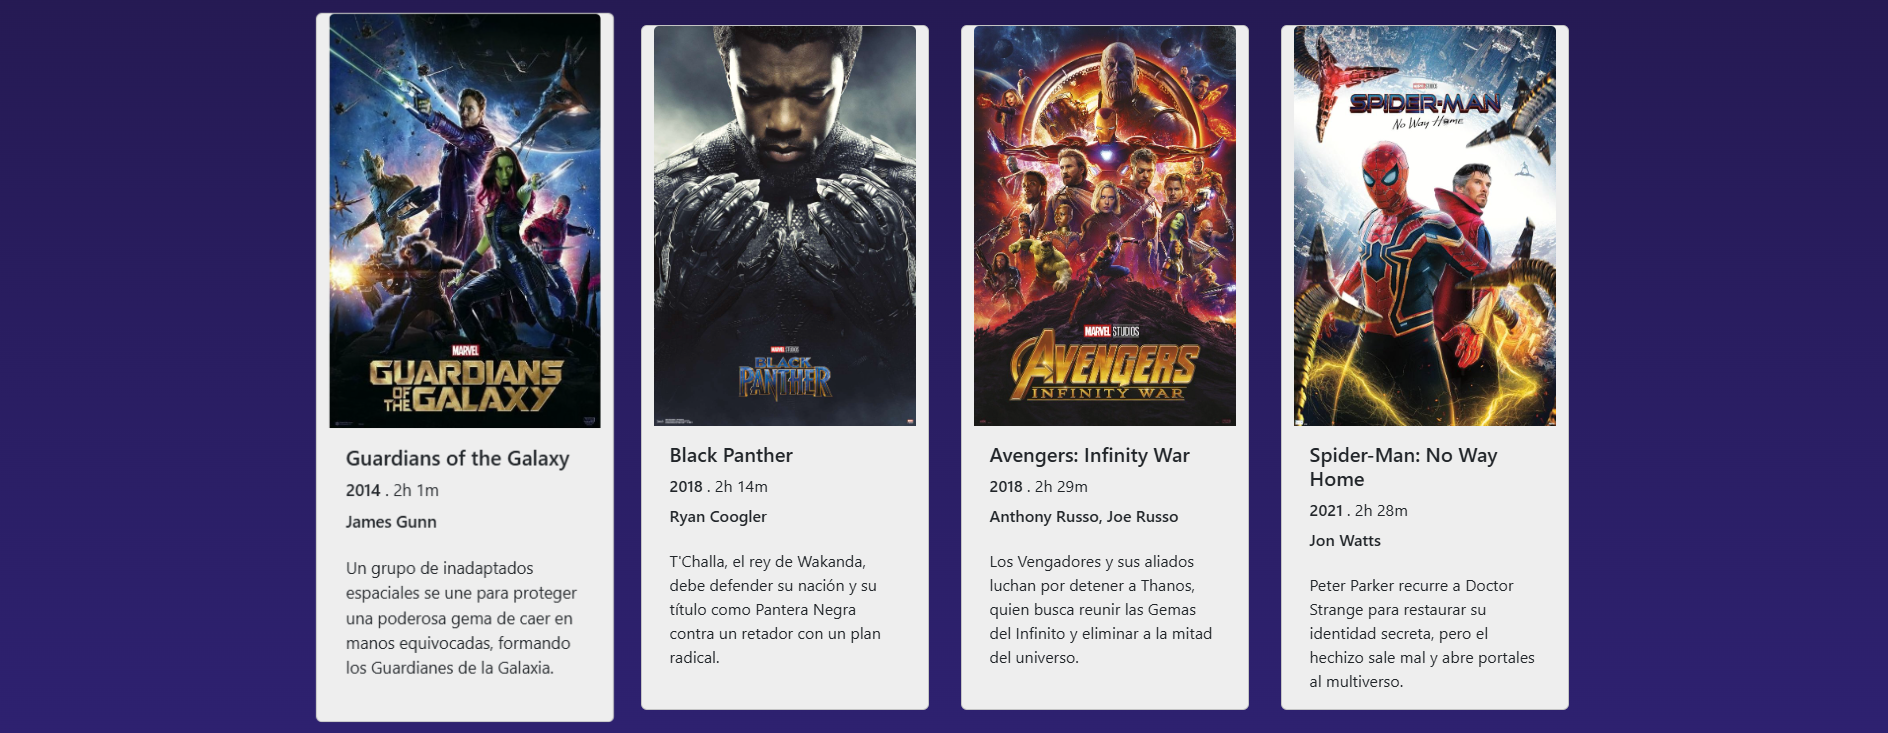 MARVEL
GUARDIANS
OF THE GALAXY
Guardians of the Galaxy
2014 . 2h 1m
James Gunn
Un grupo de inadaptados
espaciales se une para proteger
una poderosa gema de caer en
manos equivocadas, formando
los Guardianes de la Galaxia.
MARVEL STUDIOS
BLACK
PANTHER
Black Panther
2018 . 2h 14m
Ryan Coogler
T'Challa, el rey de Wakanda,
debe defender su nación y su
título como Pantera Negra
contra un retador con un plan
radical.
MARVEL STUDIOS
AVENGERS
INFINITY WAR
Avengers: Infinity War
2018 . 2h 29m
Anthony Russo, Joe Russo
Los Vengadores y sus aliados
luchan por detener a Thanos,
quien busca reunir las Gemas
del Infinito y eliminar a la mitad
del universo.
SPIDER-MAN
No Way Home
Spider-Man: No Way
Home
2021 . 2h 28m
Jon Watts
Peter Parker recurre a Doctor
Strange para restaurar su
identidad secreta, pero el
hechizo sale mal y abre portales
al multiverso.